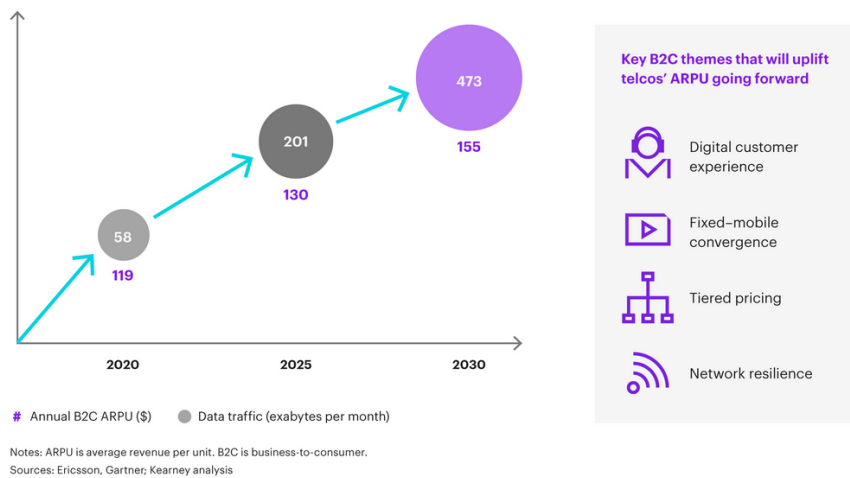 473
155
201
130
58
119
2020 2025 2030
# Annual B2C ARPU ($) Data traffic (exabytes per month)
Notes: ARPU is average revenue per unit. B2C is business-to-consumer.
Sources: Ericsson, Gartner; Kearney analysis
Key B2C themes that will uplift
telcos’ ARPU going forward
Digital customer
experience
Fixed–mobile
convergence
Tiered pricing
Network resilience